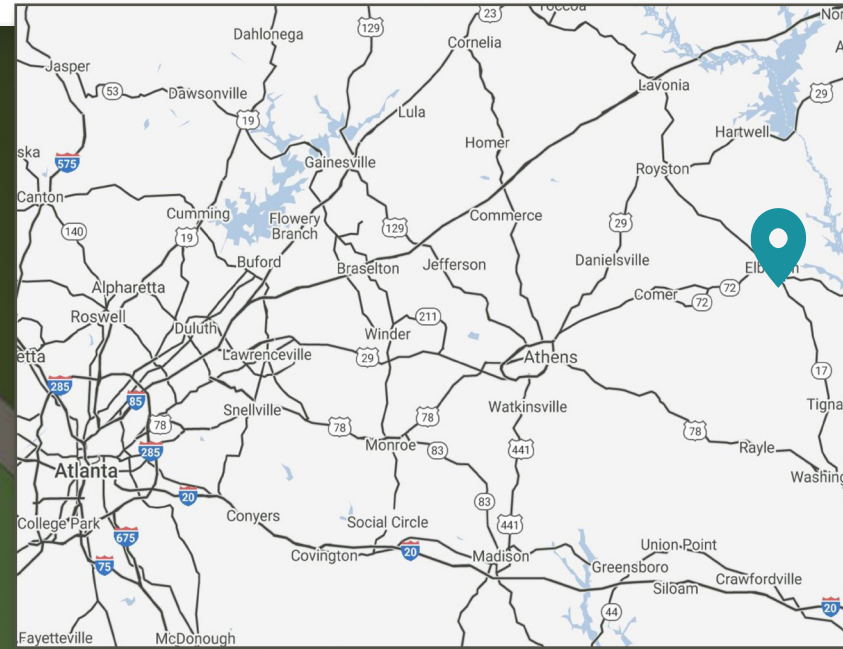 23
Toccoa
129
Dahlonega
Cornelia
Jasper
Lavonia
53
Dawsonville
29
19
Lula
Hartwell
Homer
ska
575
Gainesville
Royston
Canton
Cumming
Flowery
Branch
Commerce
29
140
19
129
Buford
Braselton
Jefferson
Danielsville
Alpharetta
Comer
72
72
Roswell
Duluth
211
Winder
etta
Lawrenceville
29
Athens
17
285
85
Snellville
78
78
78
Watkinsville
Tigna
78
Monroe
83
441
Rayle
285
Atlanta
Washing
20
83
College Park
Conyers
Social Circle
441
675
Union Point
75
Covington
20
Madison
Greensboro
Siloam
Crawfordville
20
44
Fayetteville
McDonough